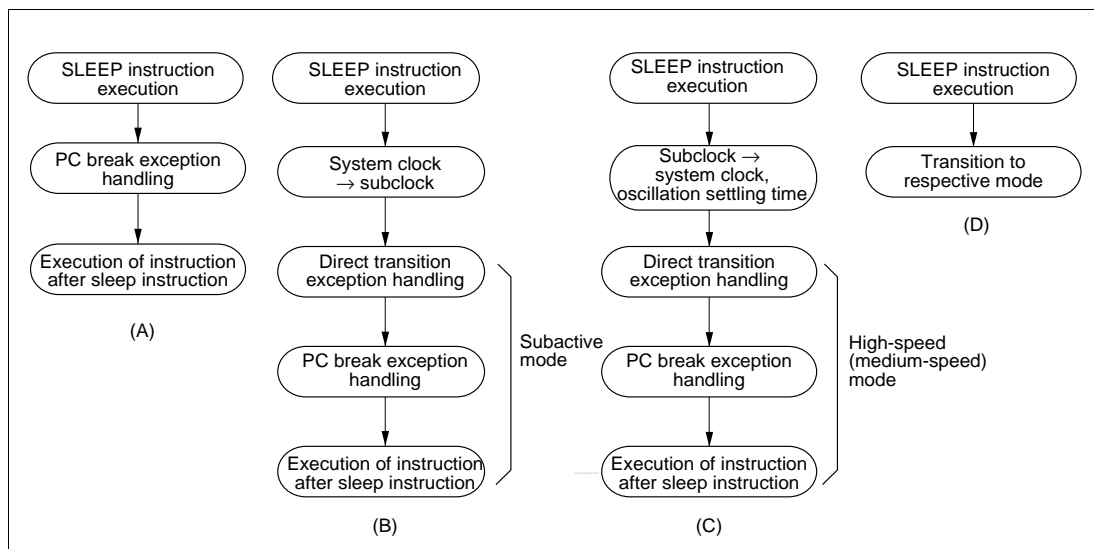 SLEEP instruction
execution
PC break exception
handling
Execution of instruction
after sleep instruction
(A)
SLEEP instruction
execution
System clock
→ subclock
Direct transition
exception handling
PC break exception
handling
Execution of instruction
after sleep instruction
Subactive
mode
(B)
SLEEP instruction
execution
Subclock →
system clock,
oscillation settling time
Direct transition
exception handling
PC break exception
handling
Execution of instruction
after sleep instruction
High-speed
(medium-speed)
mode
(C)
SLEEP instruction
execution
Transition to
respective mode
(D)